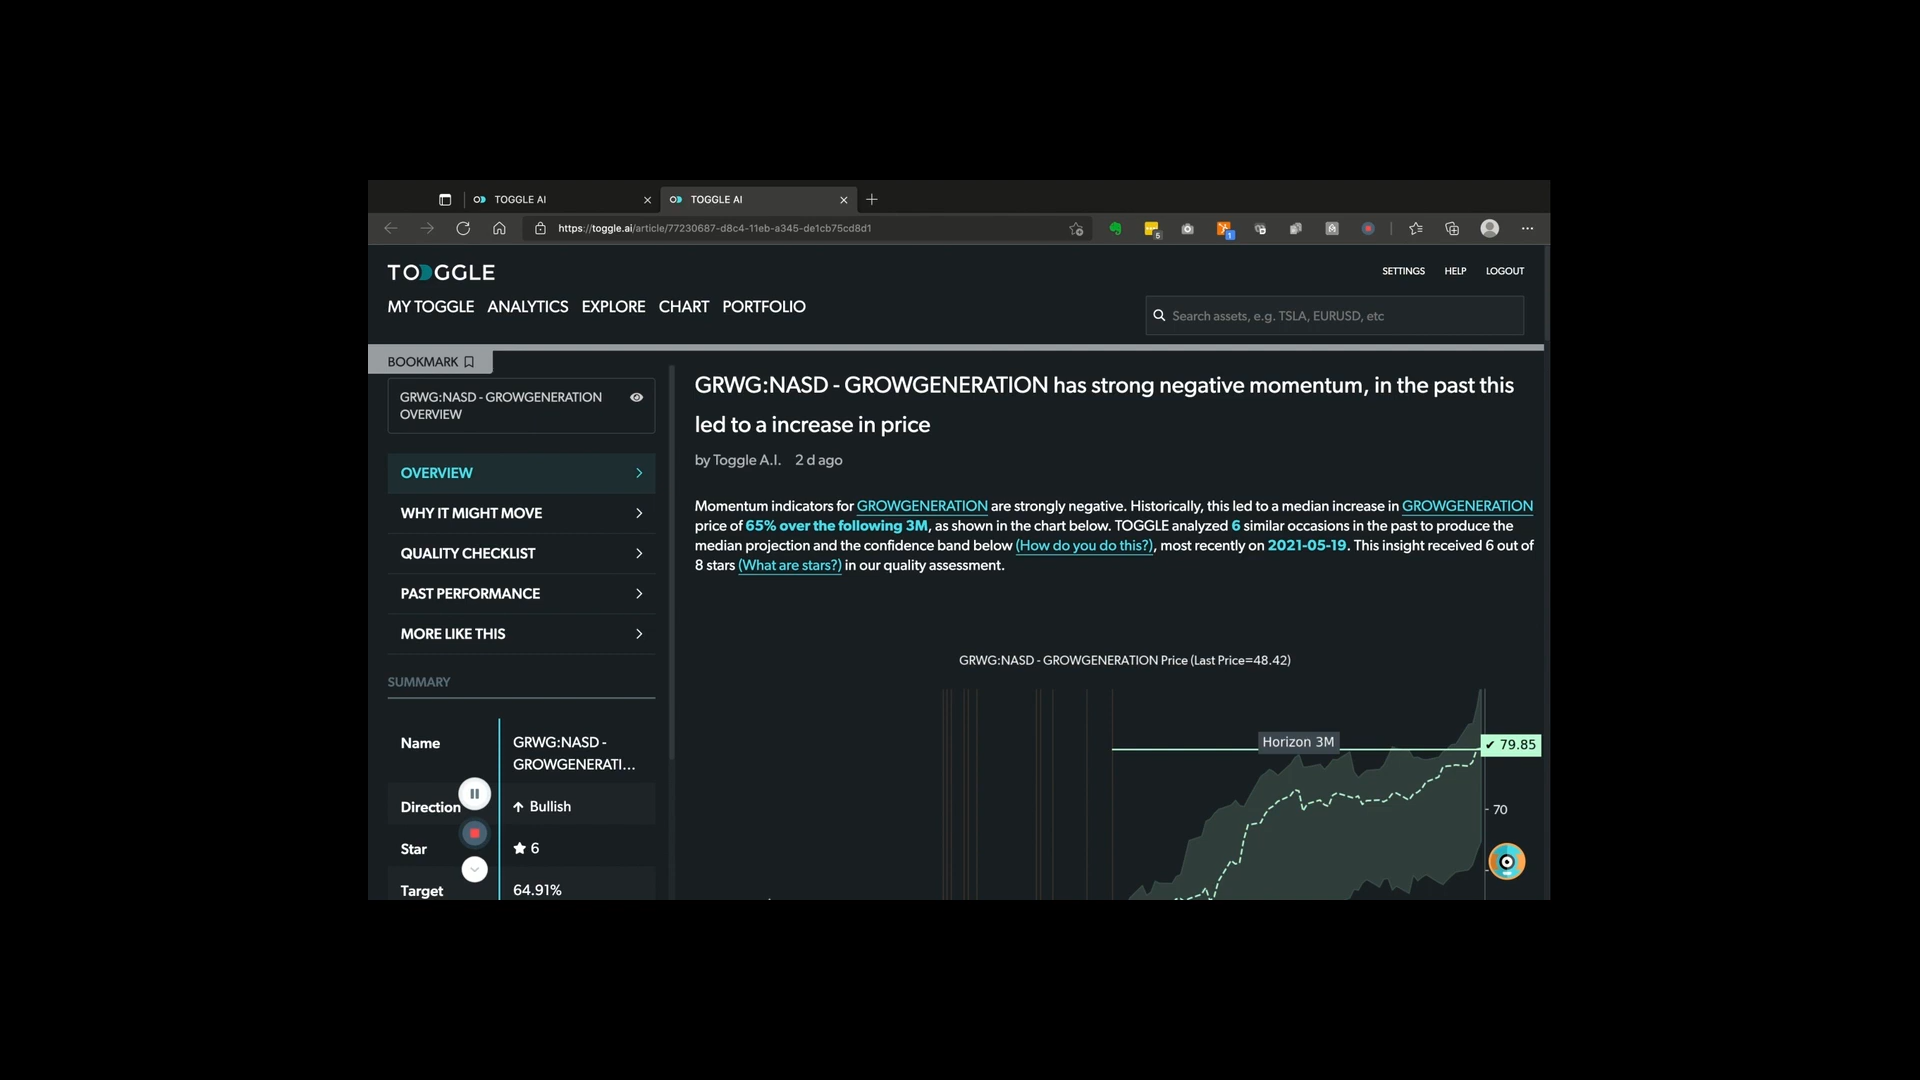 TOGGLE AI
TOGGLE AI
https://toggle.ai/article/77230687-d8c4-11eb-a345-de1cb75cd8d1
5
1
TOGGLE
SETTINGS HELP LOGOUT
MY TOGGLE ANALYTICS EXPLORE CHART PORTFOLIO
Search assets, e.g. TSLA, EURUSD, etc
BOOKMARK
GRWG:NASD - GROWGENERATION
OVERVIEW
OVERVIEW
WHY IT MIGHT MOVE
QUALITY CHECKLIST
PAST PERFORMANCE
MORE LIKE THIS
SUMMARY
Name GRWG:NASD -
GROWGENERATI...
Direction Bullish
Star 6
Target 64.91%
GRWG:NASD - GROWGENERATION has strong negative momentum, in the past this
led to a increase in price
by Toggle A.I. 2 d ago
Momentum indicators for GROWGENERATION are strongly negative. Historically, this led to a median increase in GROWGENERATION
price of 65% over the following 3M, as shown in the chart below. TOGGLE analyzed 6 similar occasions in the past to produce the
median projection and the confidence band below (How do you do this?), most recently on 2021-05-19. This insight received 6 out of
8 stars (What are stars?) in our quality assessment.
GRWG:NASD - GROWGENERATION Price (Last Price=48.42)
Horizon 3M
✔ 79.85
70